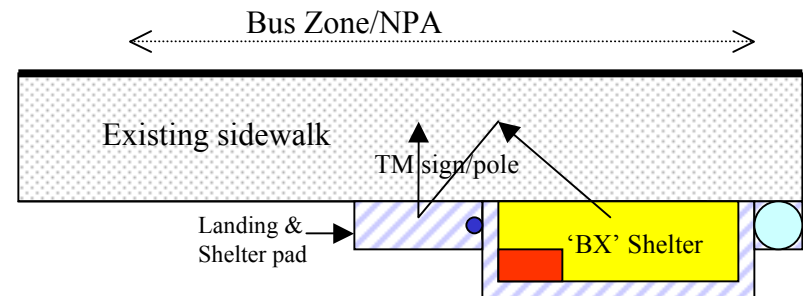 Bus Zone/NPA
Existing sidewalk
TM sign/pole
Landing &
Shelter pad
‘BX’ Shelter